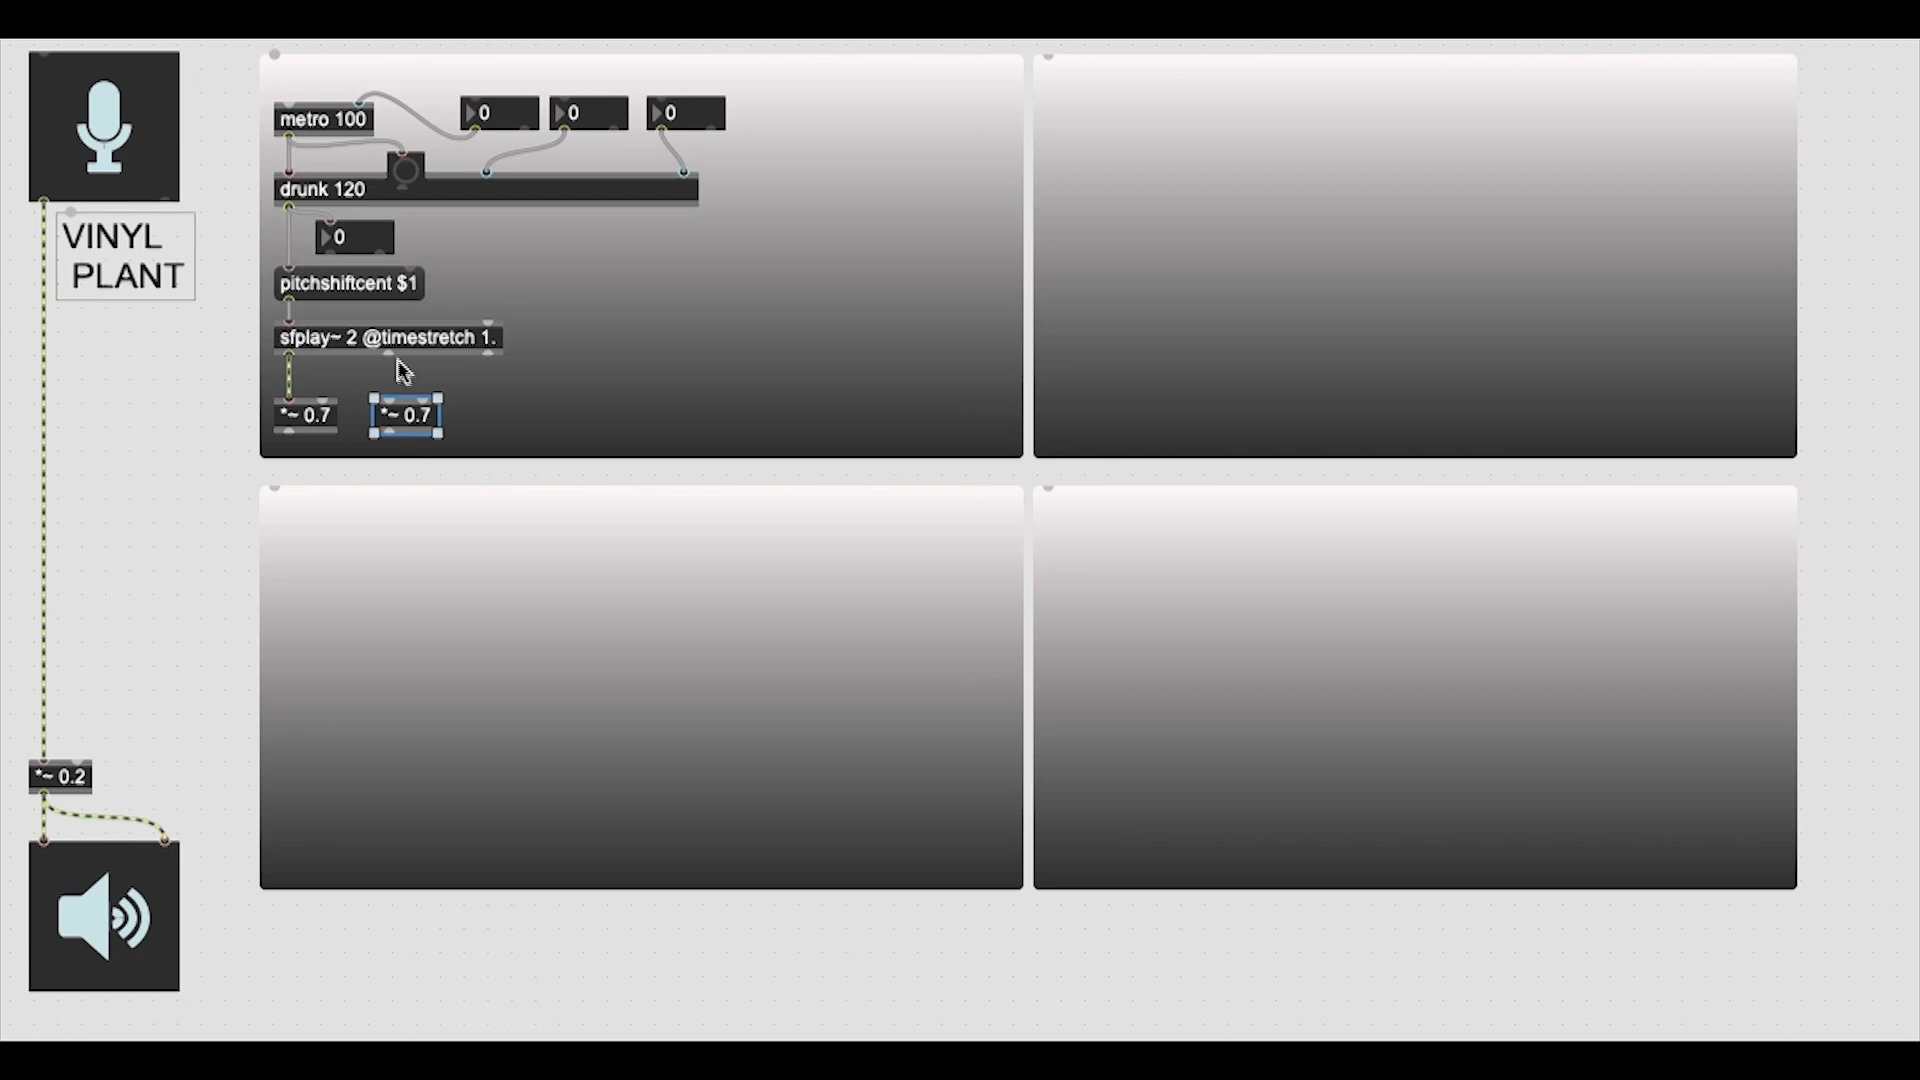 metro 100
0
0
0
drunk 120
VINYL
PLANT
0
pitchshiftcent $1
sfplay~ 2 @timestretch 1.
*~ 0.7
*~ 0.7
*~ 0.2